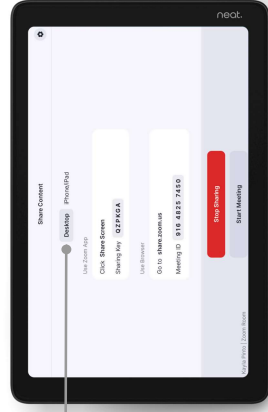 neat.
Share Content
Desktop iPhone/iPad
Use Zoom App
Click Share Screen
Sharing Key QZPKGA
Use Browser
Go to share.zoom.us
Meeting ID 916 4825 7450
Stop Sharing
Start Meeting
Kayla Pinto | Zoom Room